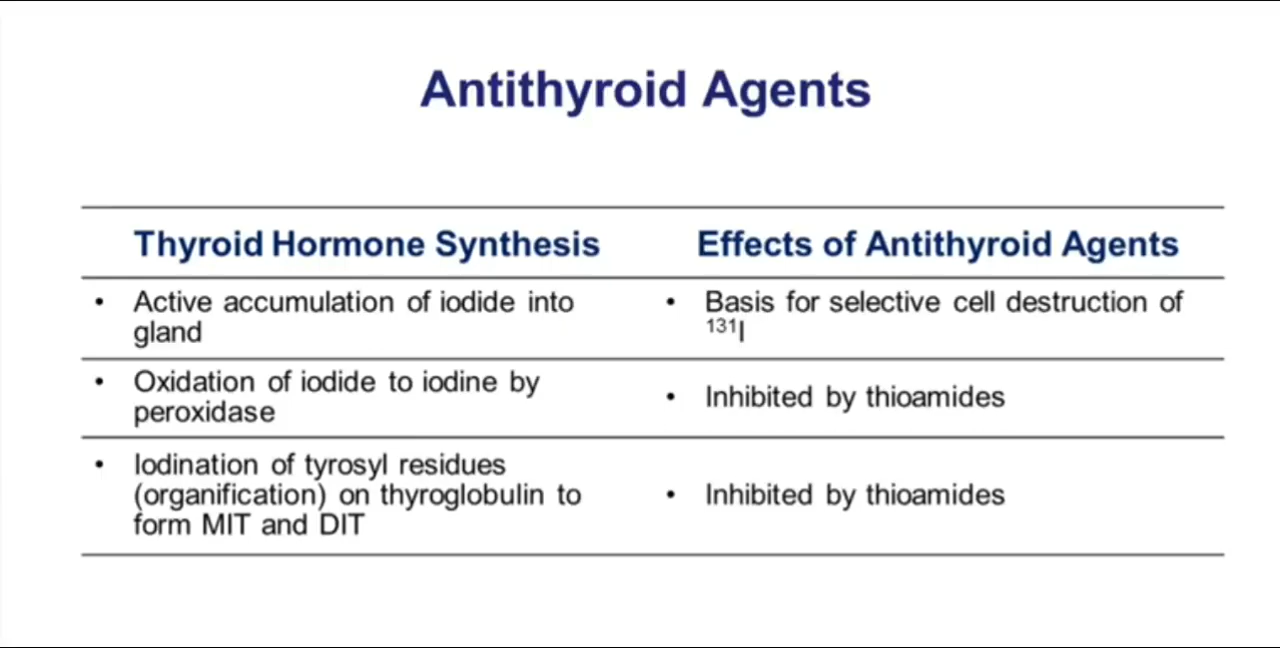 Antithyroid Agents
Thyroid Hormone Synthesis
Effects of Antithyroid Agents
• Active accumulation of iodide into
gland
• Basis for selective cell destruction of
¹³¹I
• Oxidation of iodide to iodine by
peroxidase
• Inhibited by thioamides
• Iodination of tyrosyl residues
(organification) on thyroglobulin to
form MIT and DIT
• Inhibited by thioamides